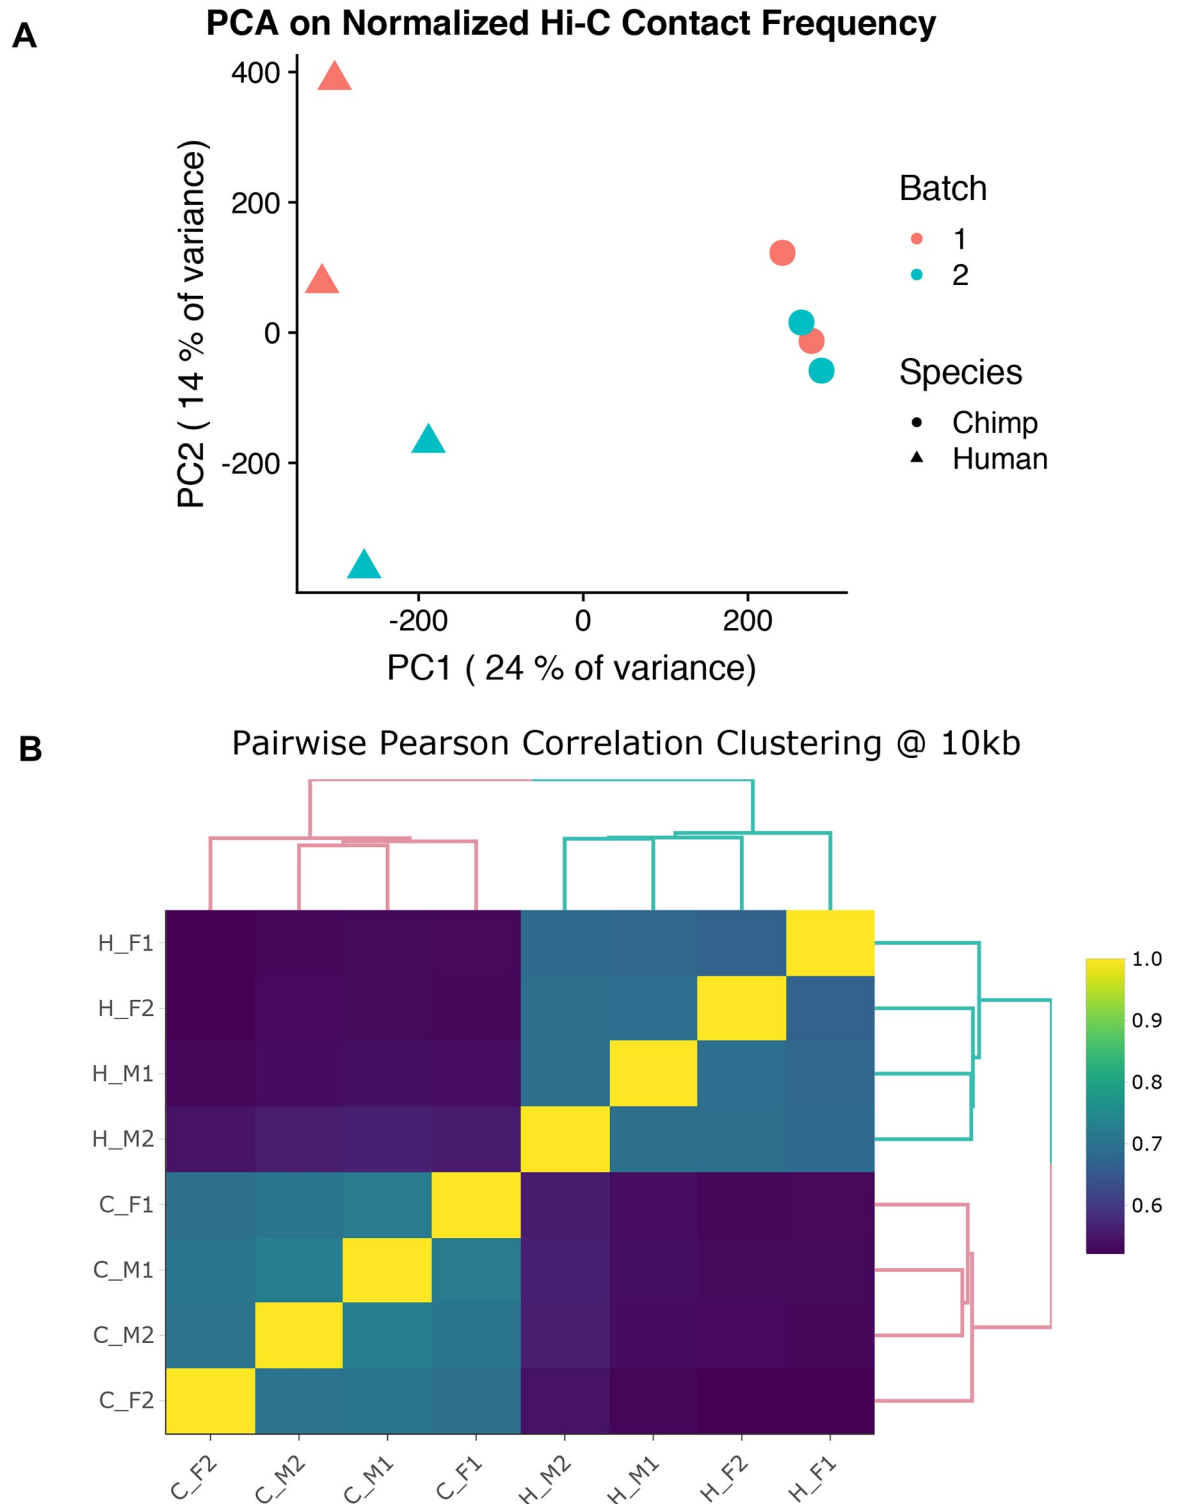 A
PCA on Normalized Hi-C Contact Frequency
400
200
0
-200
PC2 ( 14 % of variance)
-200
0
200
PC1 ( 24 % of variance)
Batch
1
2
Species
Chimp
Human
B
Pairwise Pearson Correlation Clustering @ 10kb
H_F1
H_F2
H_M1
H_M2
C_F1
C_M1
C_M2
C_F2
C_F2
C_M2
C_M1
C_F1
H_M2
H_M1
H_F2
H_F1
1.0
0.9
0.8
0.7
0.6